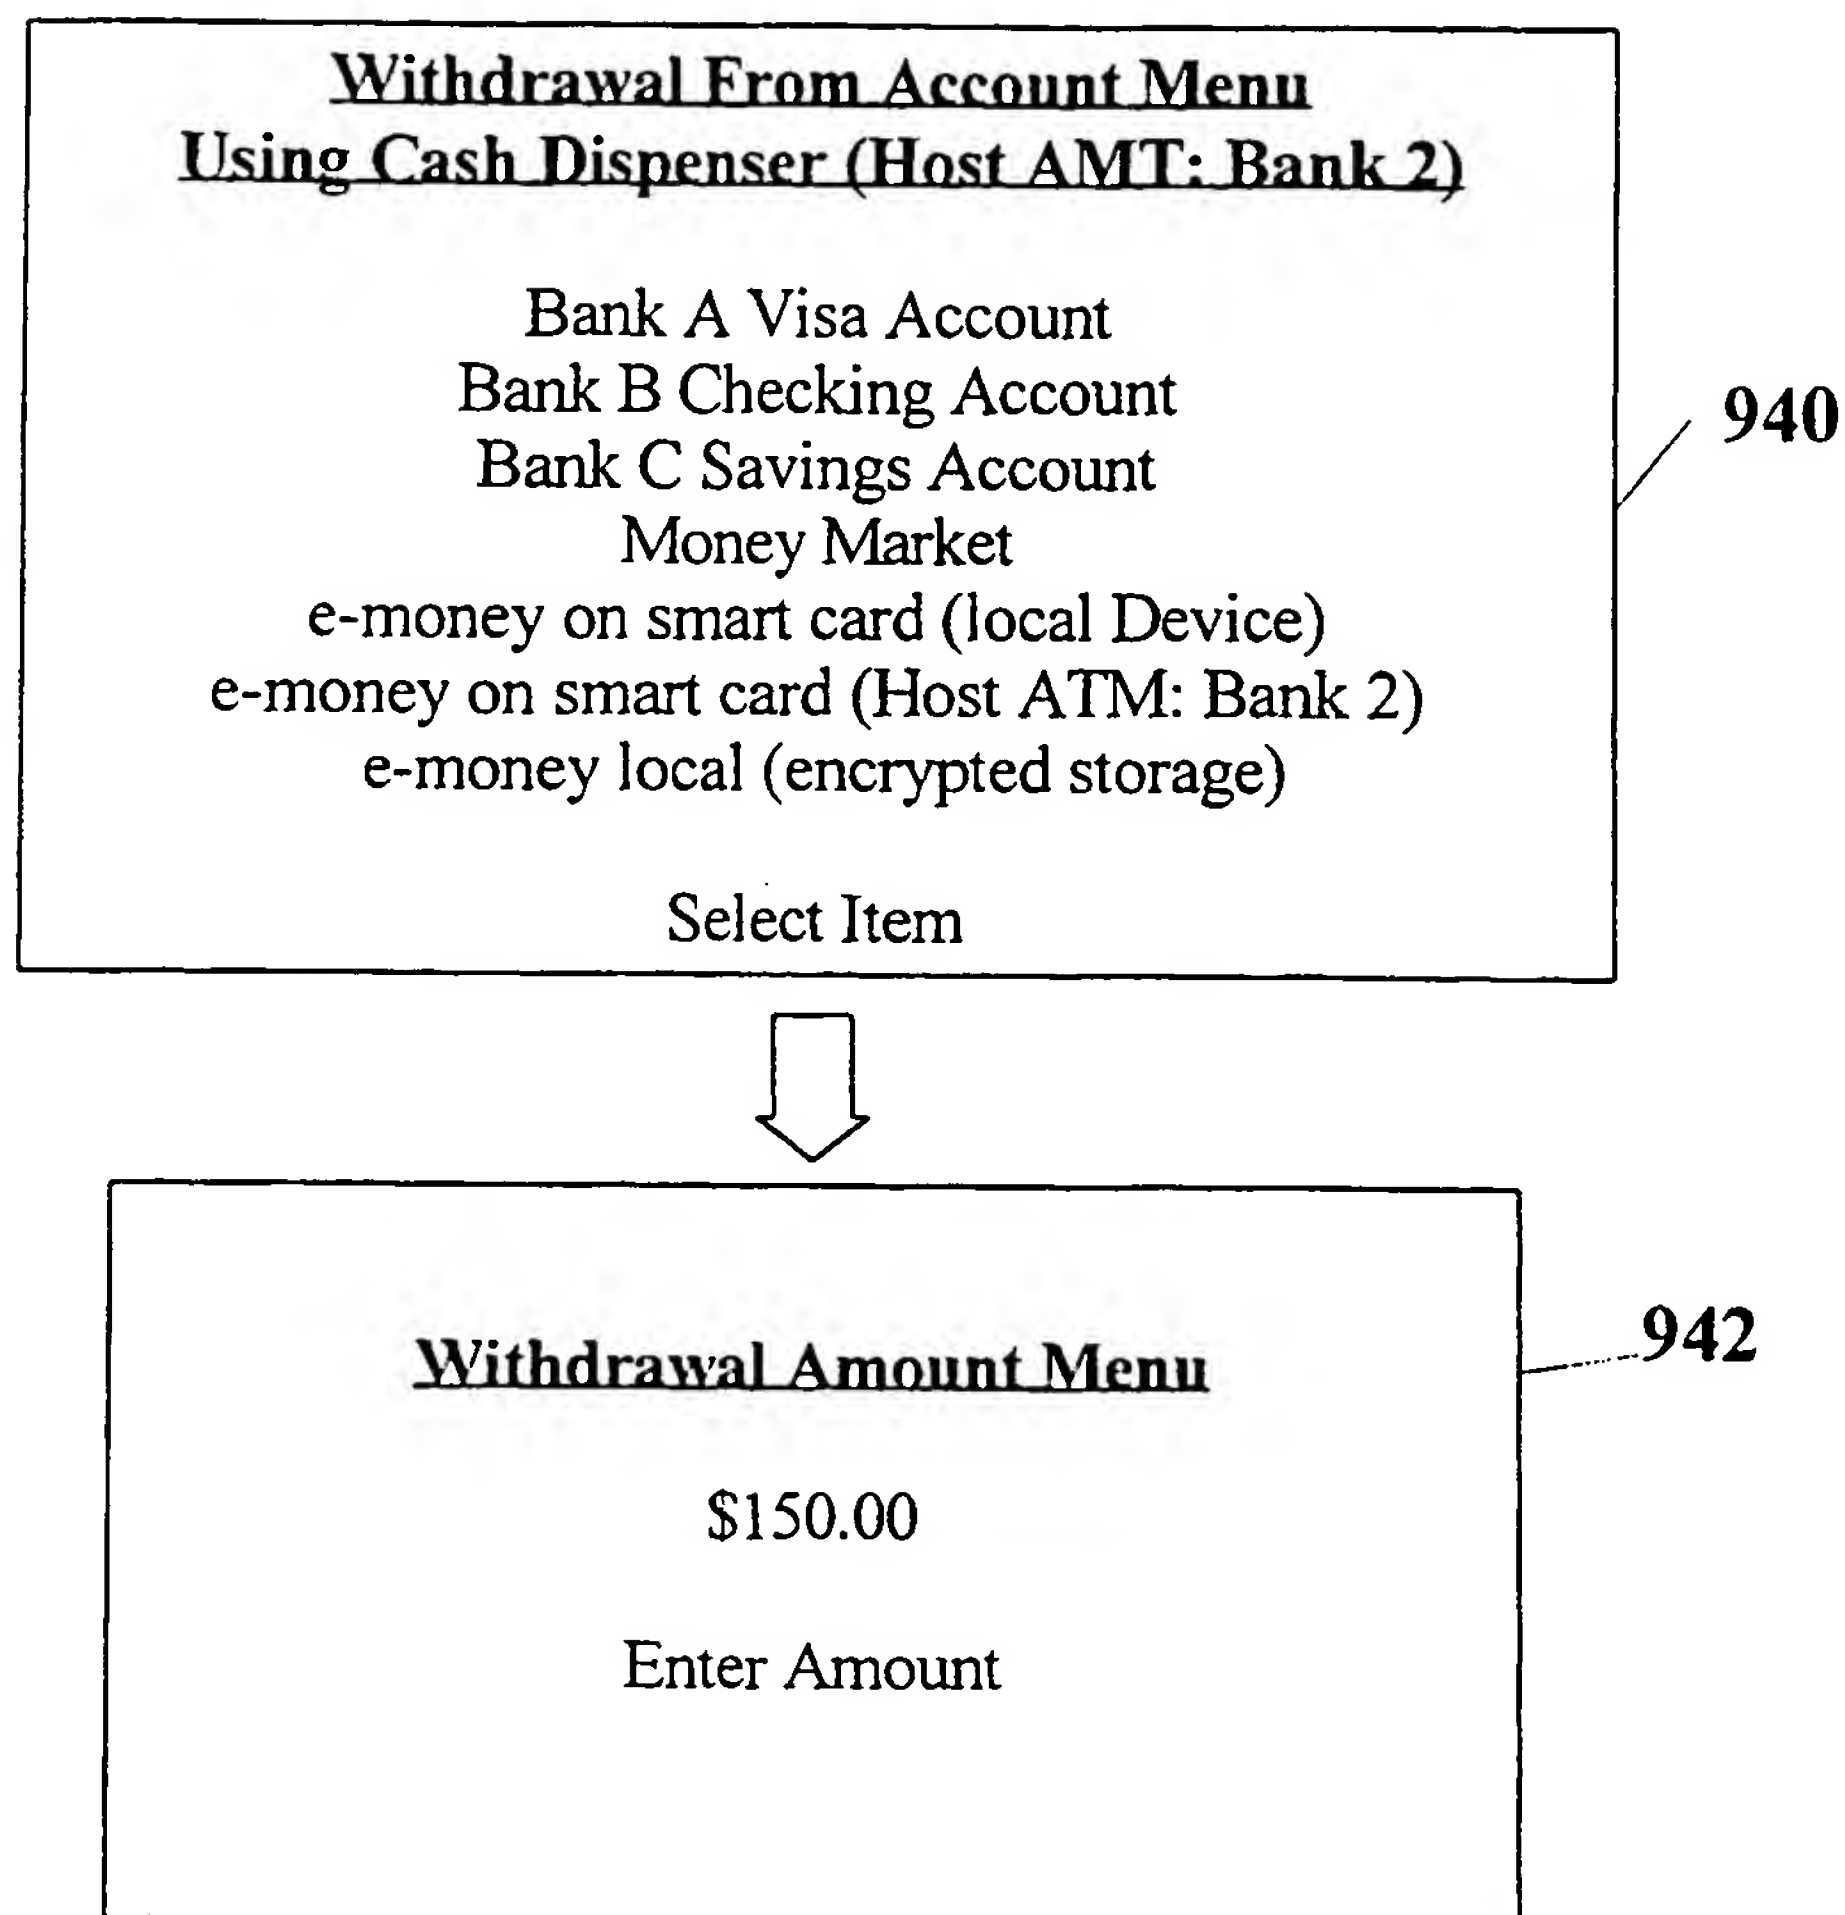 Withdrawal From Account Menu
Using Cash Dispenser (Host AMT: Bank 2)
Bank A Visa Account
Bank B Checking Account
Bank C Savings Account
Money Market
e-money on smart card (local Device)
e-money on smart card (Host ATM: Bank 2)
e-money local (encrypted storage)
Select Item
940
Withdrawal Amount Menu
$150.00
Enter Amount
942